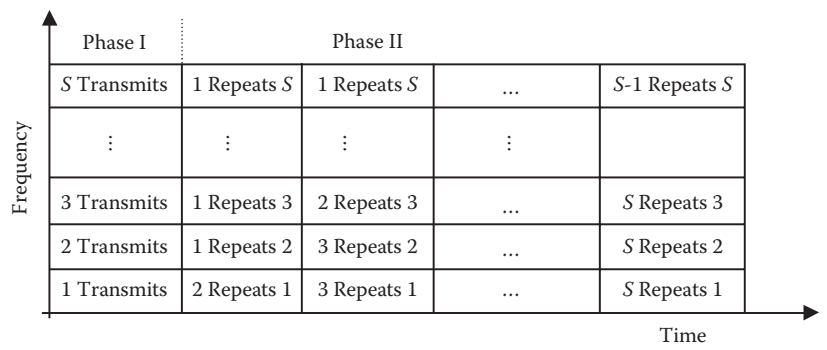 Phase I Phase II
S Transmits 1 Repeats S 1 Repeats S ... S-1 Repeats S
⋮ ⋮ ⋮ ⋮
3 Transmits 1 Repeats 3 2 Repeats 3 ... S Repeats 3
2 Transmits 1 Repeats 2 3 Repeats 2 ... S Repeats 2
1 Transmits 2 Repeats 1 3 Repeats 1 ... S Repeats 1
Frequency
Time